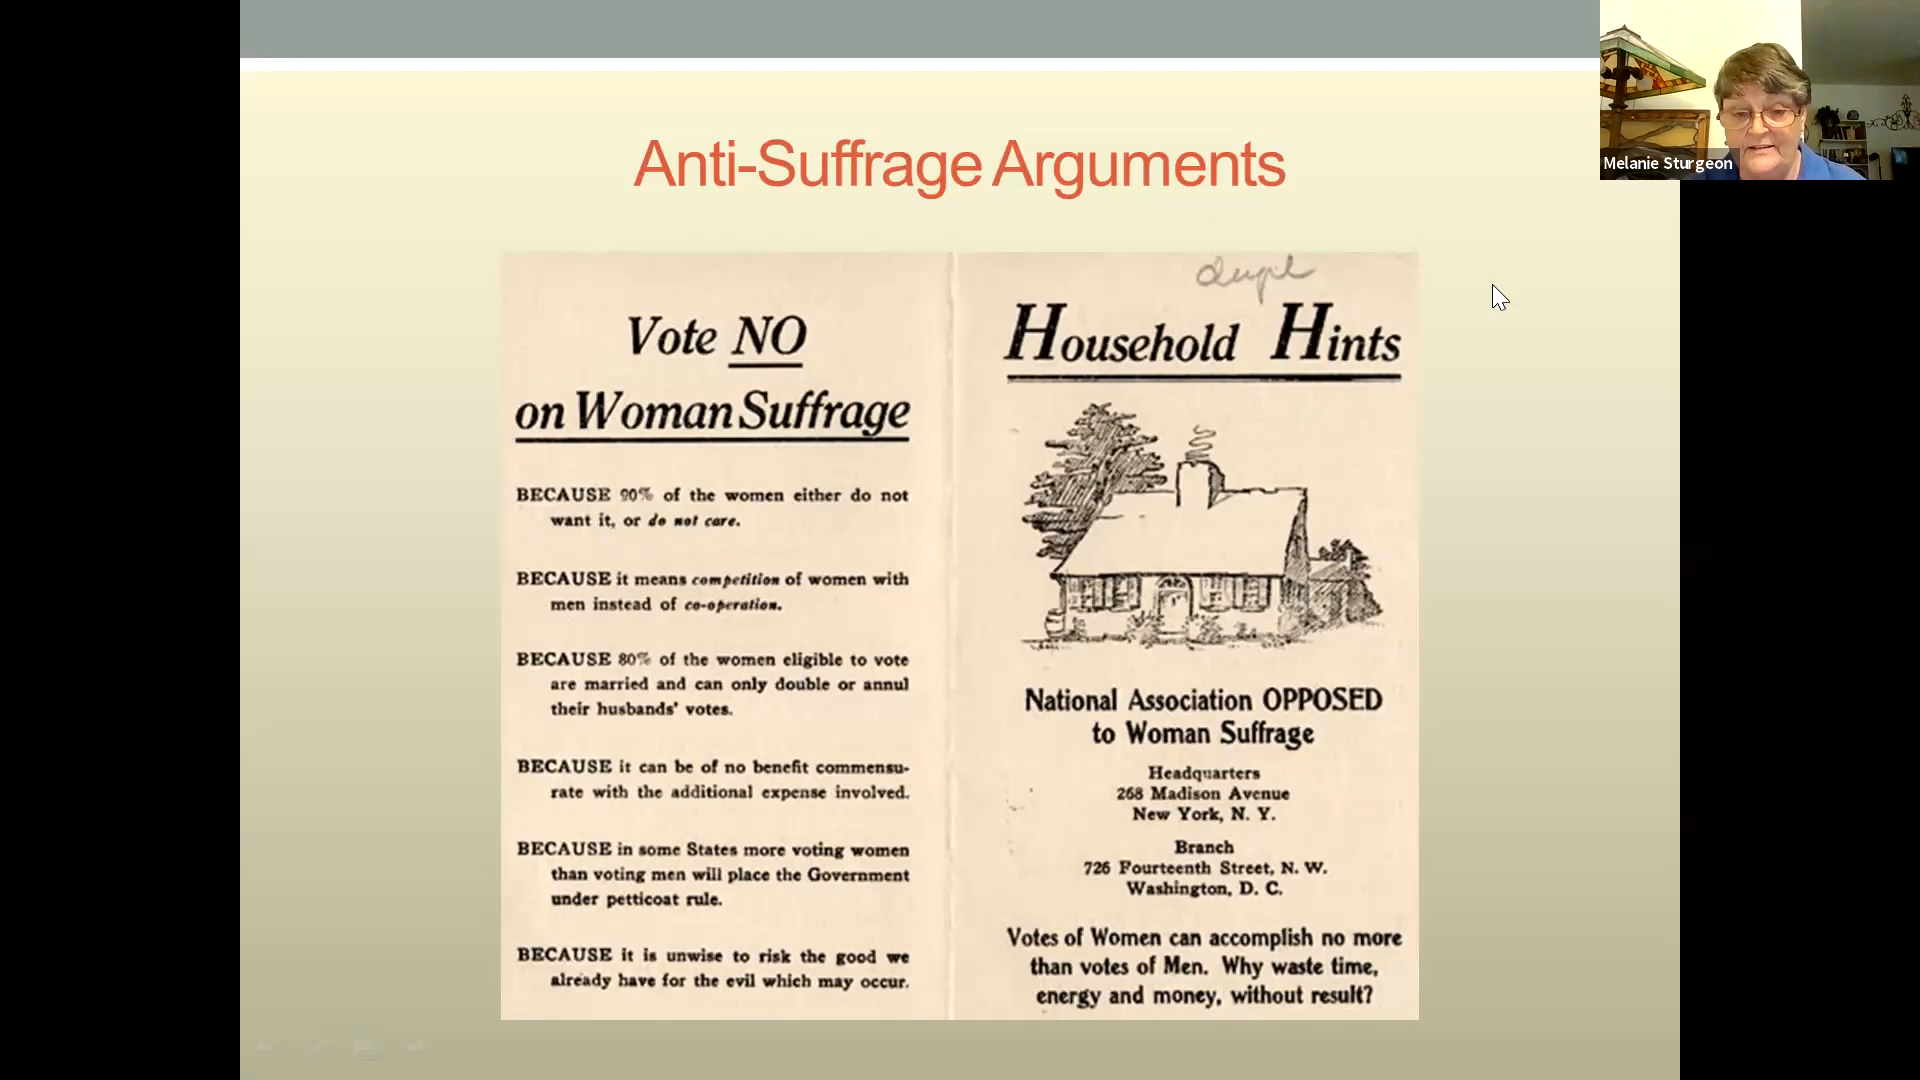 Anti-Suffrage Arguments
Melanie Sturgeon
Vote NO
on Woman Suffrage
BECAUSE 90% of the women either do not
want it, or do not care.
BECAUSE it means competition of women with
men instead of co-operation.
BECAUSE 80% of the women eligible to vote
are married and can only double or annul
their husbands' votes.
BECAUSE it can be of no benefit commensu-
rate with the additional expense involved.
BECAUSE in some States more voting women
than voting men will place the Government
under petticoat rule.
BECAUSE it is unwise to risk the good we
already have for the evil which may occur.
Household Hints
National Association OPPOSED
to Woman Suffrage
Headquarters
268 Madison Avenue
New York, N. Y.
Branch
726 Fourteenth Street, N. W.
Washington, D. C.
Votes of Women can accomplish no more
than votes of Men. Why waste time,
energy and money, without result?